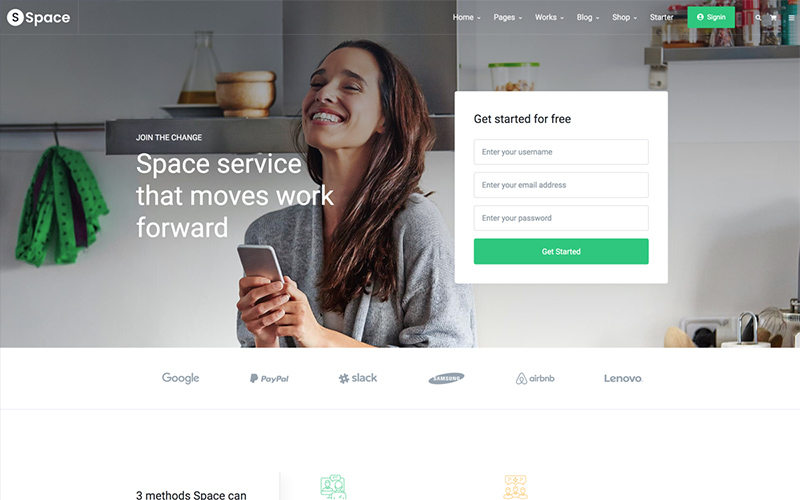 S Space
Home Pages Works Blog Shop Starter Signin
JOIN THE CHANGE
Space service
that moves work
forward
Get started for free
Enter your username
Enter your email address
Enter your password
Get Started
Google PayPal slack SAMSUNG airbnb Lenovo
3 methods Space can